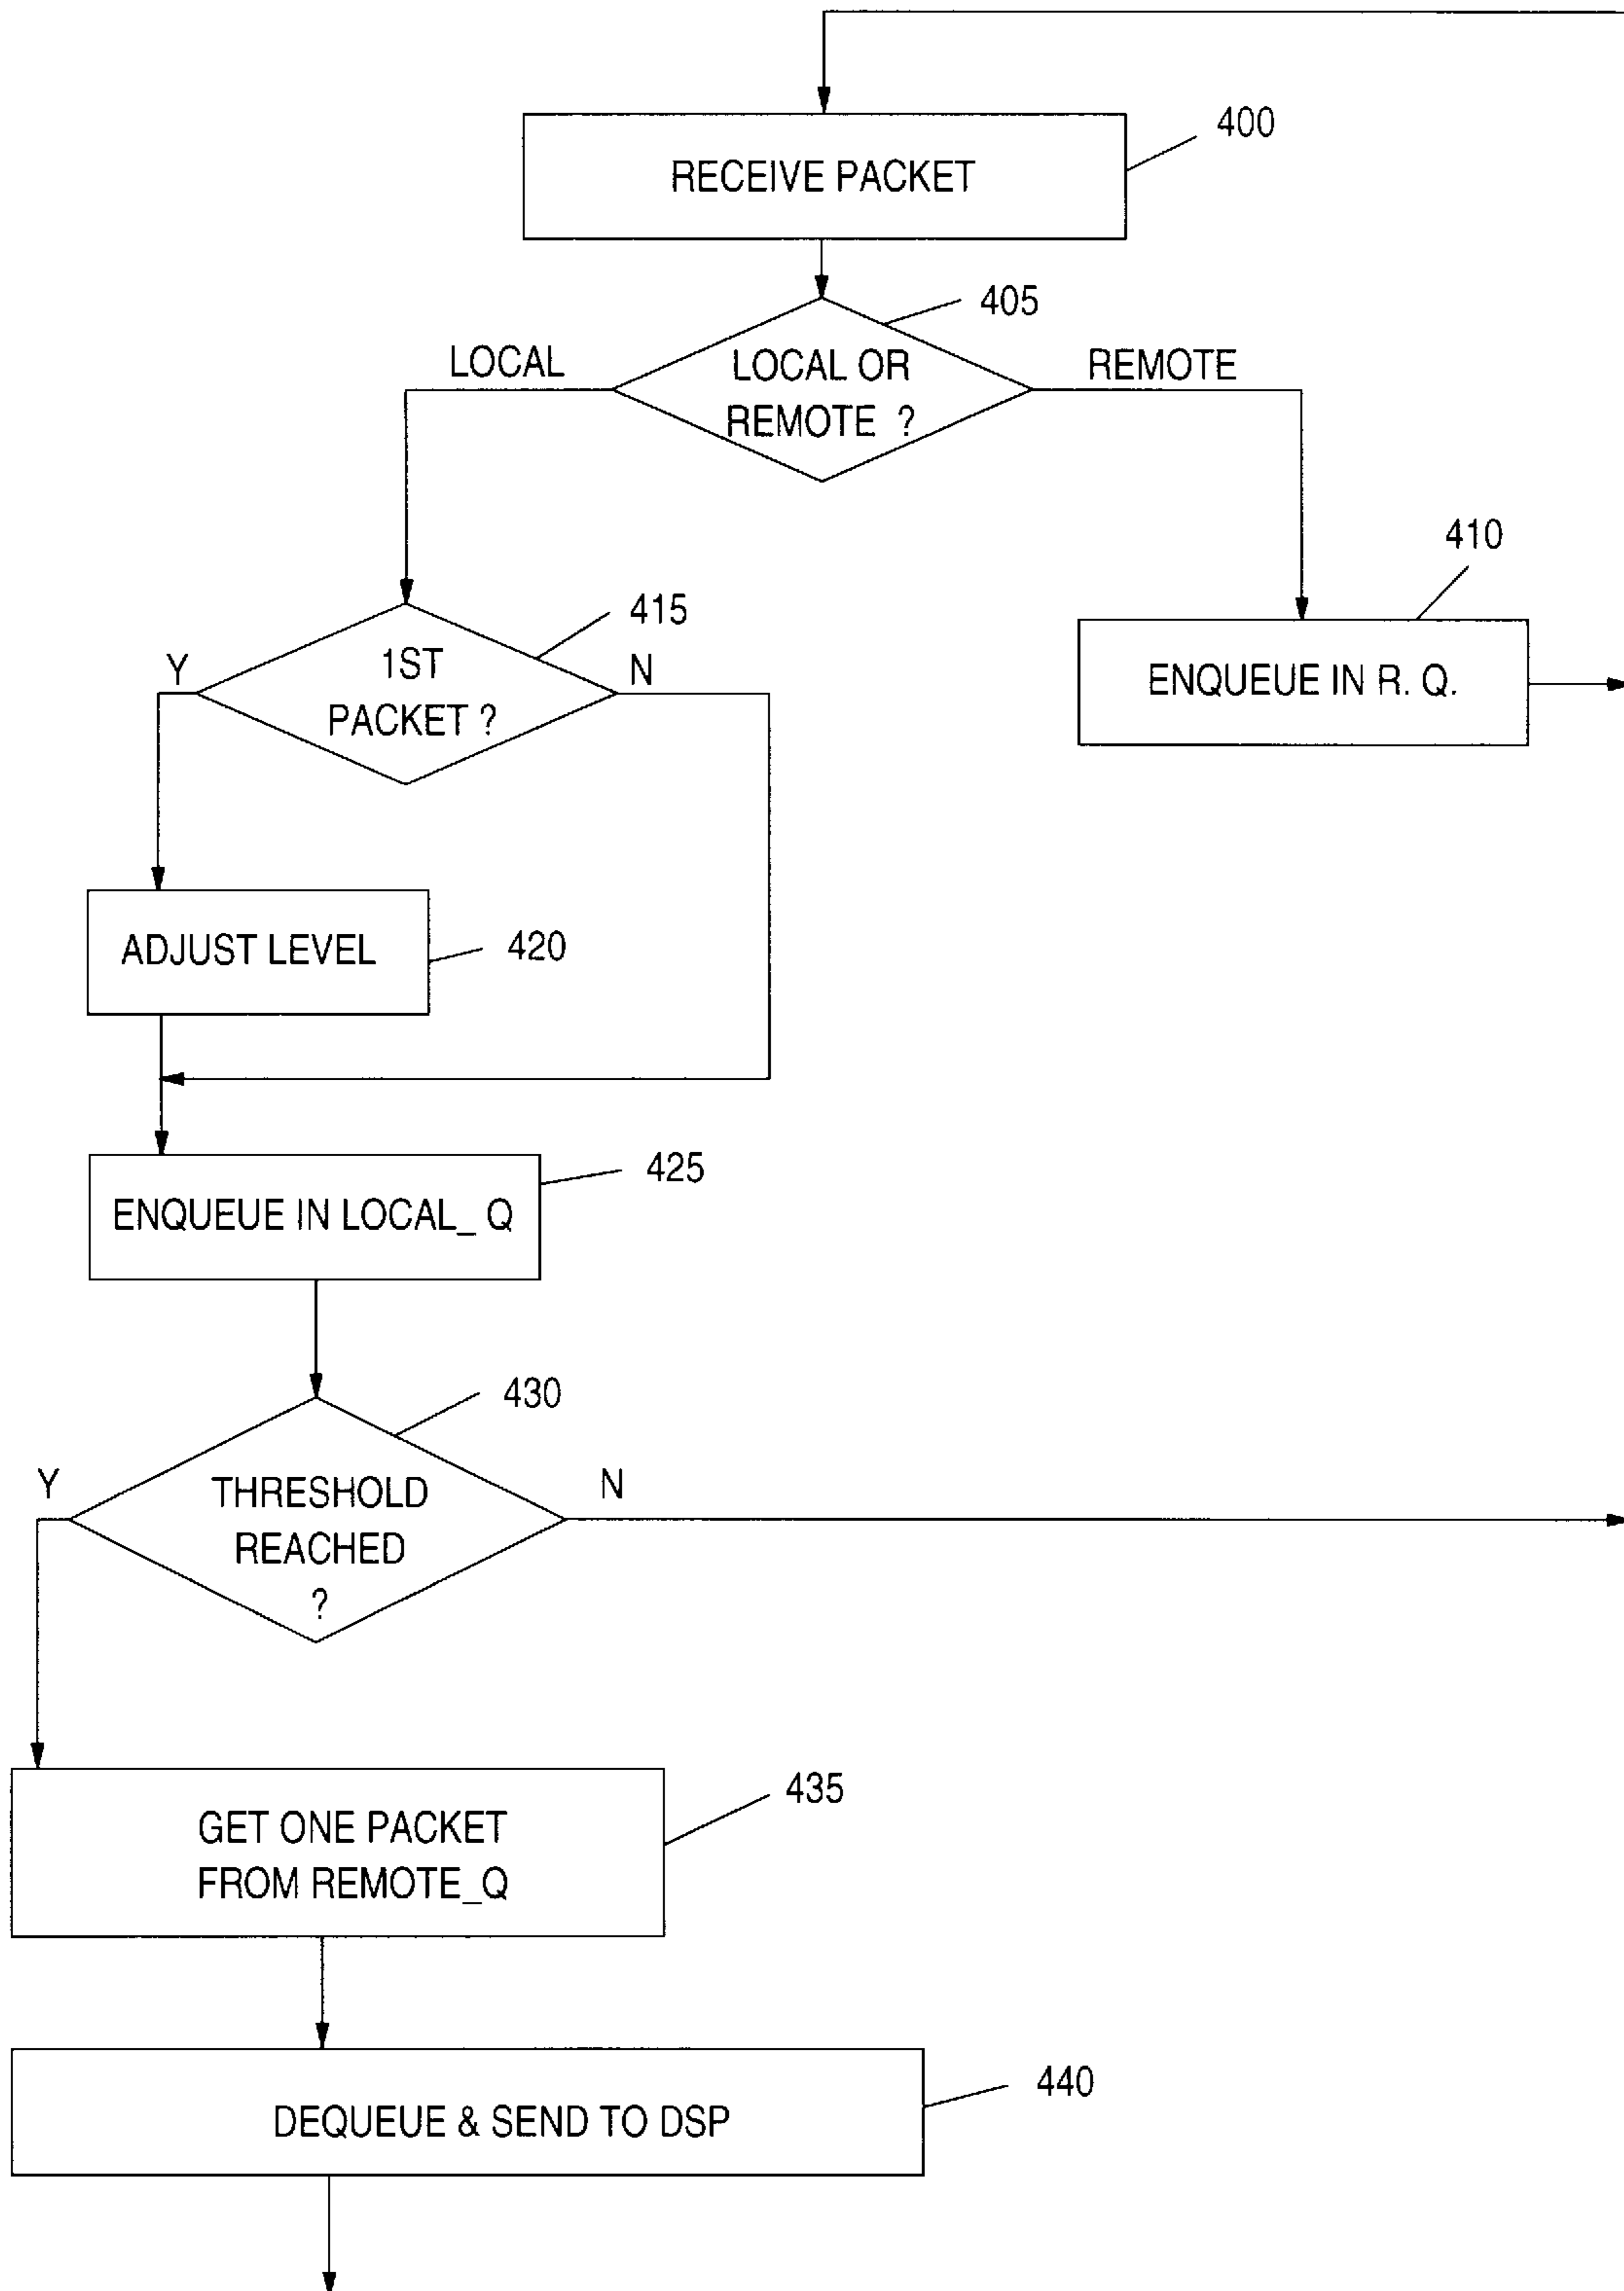 RECEIVE PACKET
400
405
LOCAL
LOCAL OR
REMOTE ?
REMOTE
410
ENQUEUE IN R. Q.
415
Y
1ST
PACKET ?
N
ADJUST LEVEL
420
425
ENQUEUE IN LOCAL_ Q
430
Y
THRESHOLD
REACHED
?
N
435
GET ONE PACKET
FROM REMOTE_Q
440
DEQUEUE & SEND TO DSP